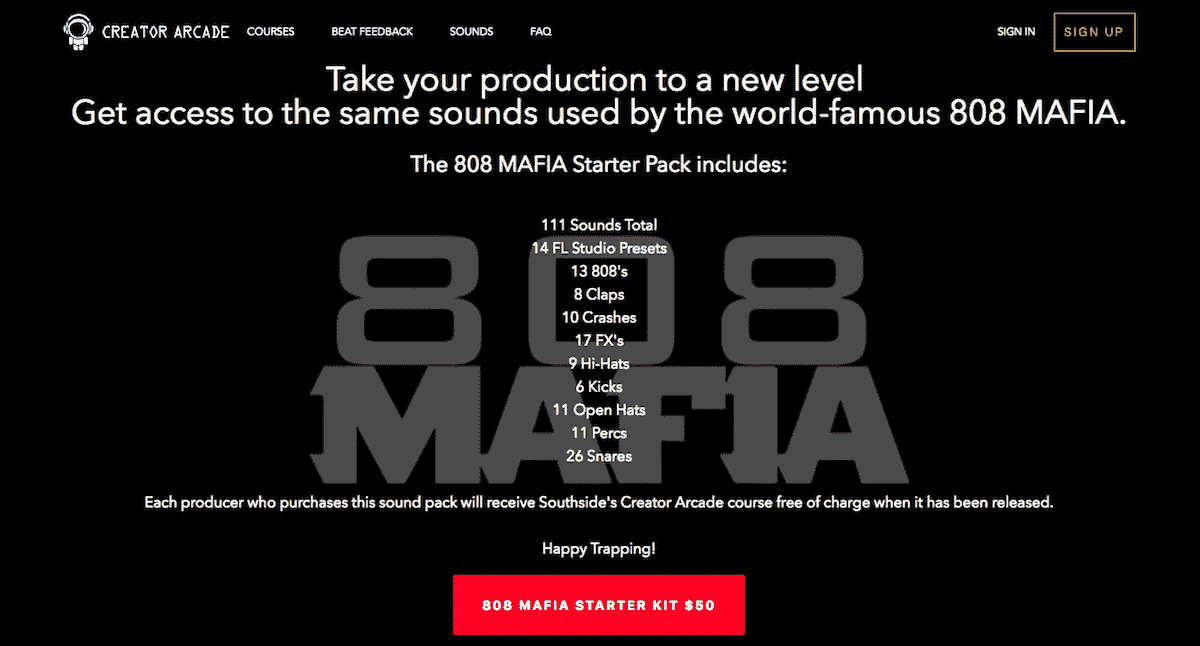 CREATOR ARCADE COURSES BEAT FEEDBACK SOUNDS FAQ SIGN IN SIGN UP
Take your production to a new level
Get access to the same sounds used by the world-famous 808 MAFIA.
The 808 MAFIA Starter Pack includes:
111 Sounds Total
14 FL Studio Presets
13 808's
8 Claps
10 Crashes
17 FX's
9 Hi-Hats
6 Kicks
11 Open Hats
11 Percs
26 Snares
808
MAFIA
Each producer who purchases this sound pack will receive Southside's Creator Arcade course free of charge when it has been released.
Happy Trapping!
808 MAFIA STARTER KIT $50